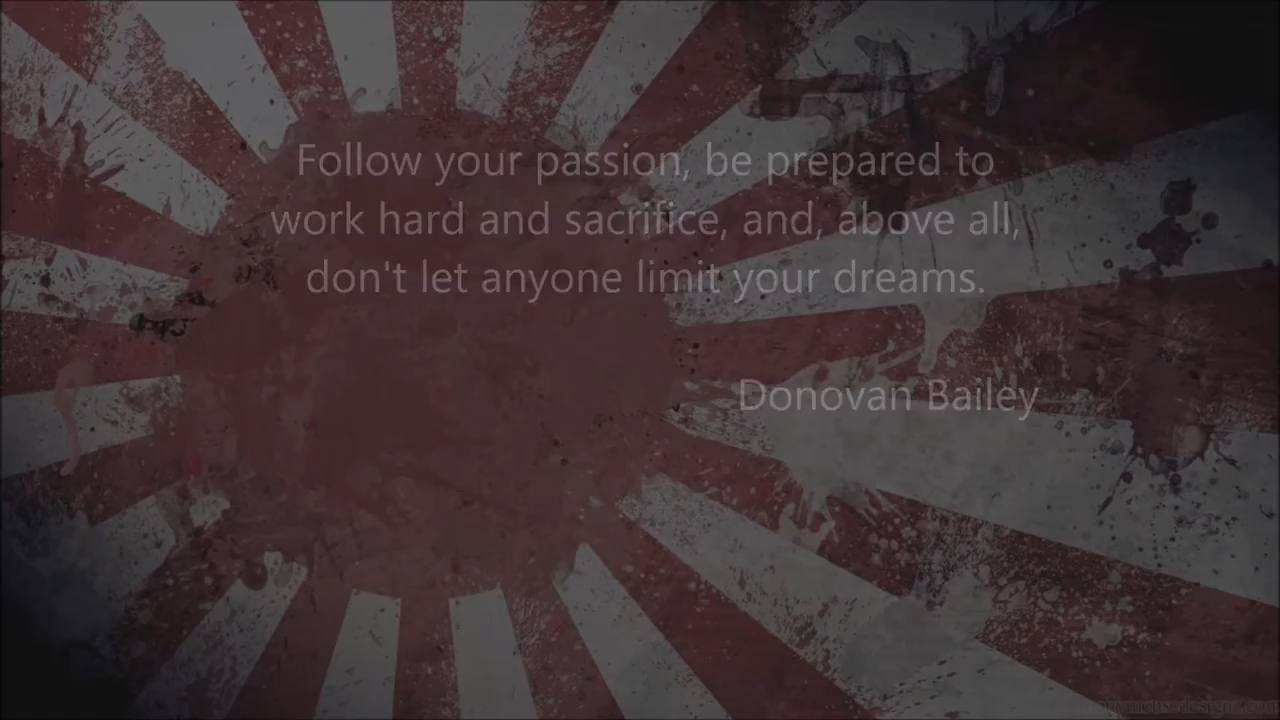 Follow your passion, be prepared to
work hard and sacrifice, and, above all,
don't let anyone limit your dreams.
Donovan Bailey